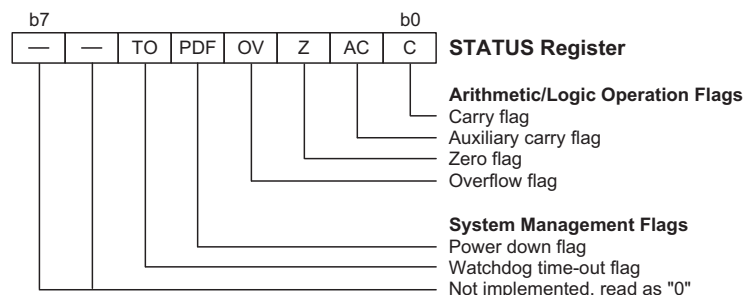 b7 b0
— — TO PDF OV Z AC C STATUS Register
Arithmetic/Logic Operation Flags
Carry flag
Auxiliary carry flag
Zero flag
Overflow flag
System Management Flags
Power down flag
Watchdog time-out flag
Not implemented, read as "0"